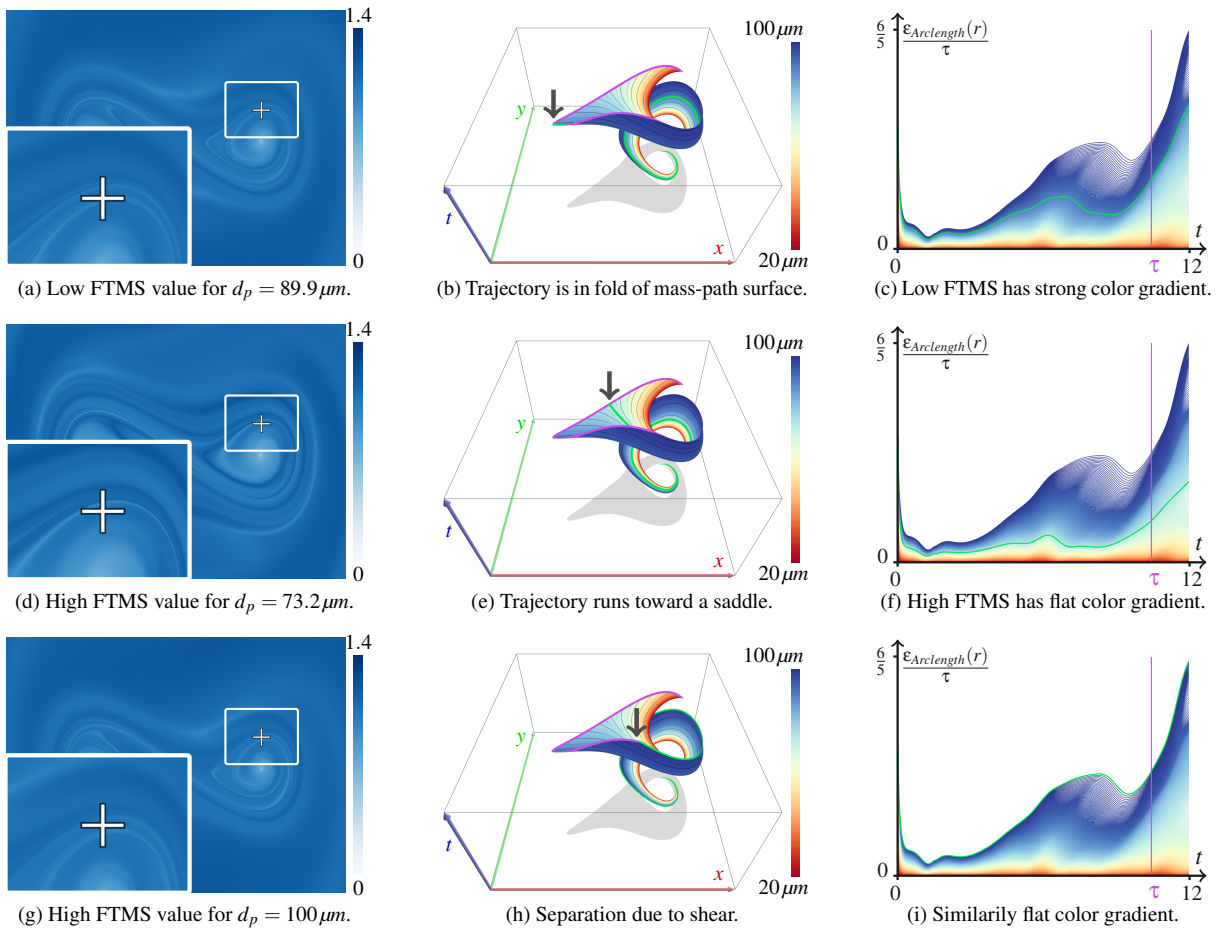 1.4
0
(a) Low FTMS value for d_p = 89.9 μm.
100 μm
20 μm
y
t
x
(b) Trajectory is in fold of mass-path surface.
6/5
ε_Arclength(r)/τ
0
0
τ
12
t
(c) Low FTMS has strong color gradient.
1.4
0
(d) High FTMS value for d_p = 73.2 μm.
100 μm
20 μm
y
t
x
(e) Trajectory runs toward a saddle.
6/5
ε_Arclength(r)/τ
0
0
τ
12
t
(f) High FTMS has flat color gradient.
1.4
0
(g) High FTMS value for d_p = 100 μm.
100 μm
20 μm
y
t
x
(h) Separation due to shear.
6/5
ε_Arclength(r)/τ
0
0
τ
12
t
(i) Similarily flat color gradient.